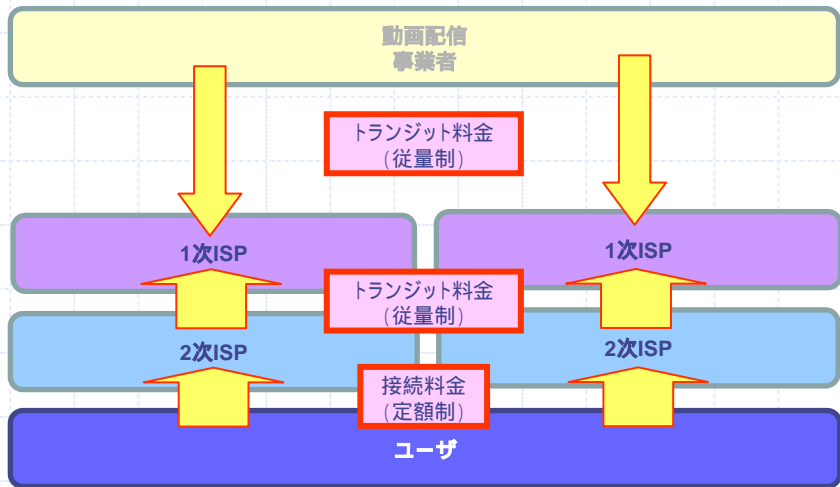 動画配信
事業者
トランジット料金
(従量制)
1次ISP
1次ISP
トランジット料金
(従量制)
2次ISP
2次ISP
接続料金
(定額制)
ユーザ